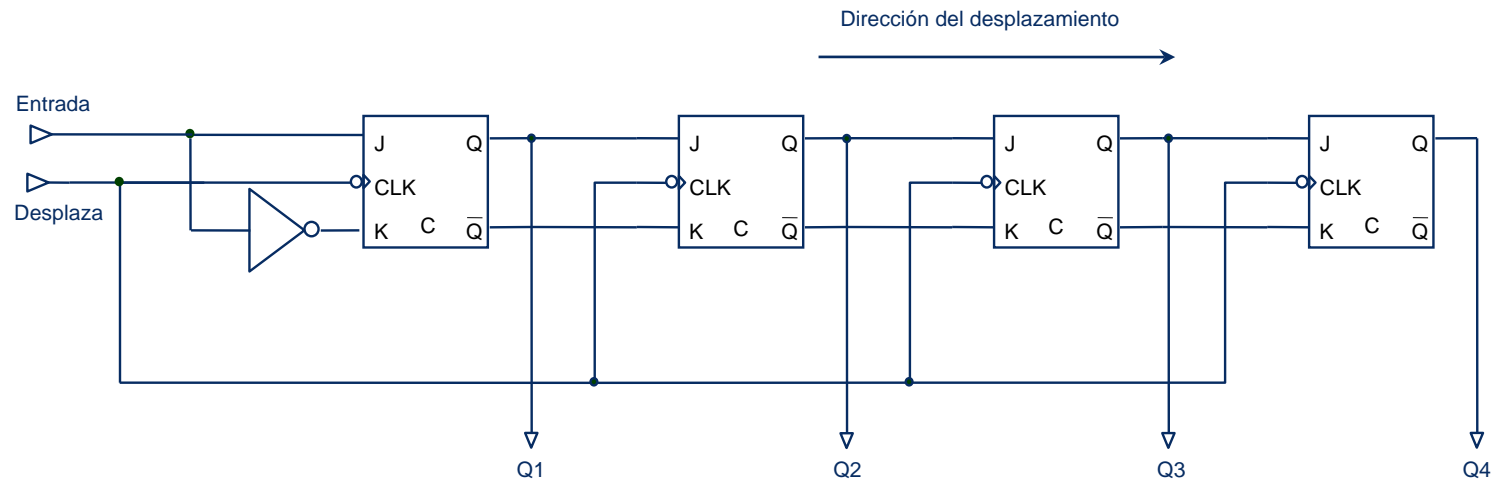 Dirección del desplazamiento
Entrada
Desplaza
J Q
CLK
K C Q̅
J Q
CLK
K C Q̅
J Q
CLK
K C Q̅
J Q
CLK
K C Q̅
Q1 Q2 Q3 Q4